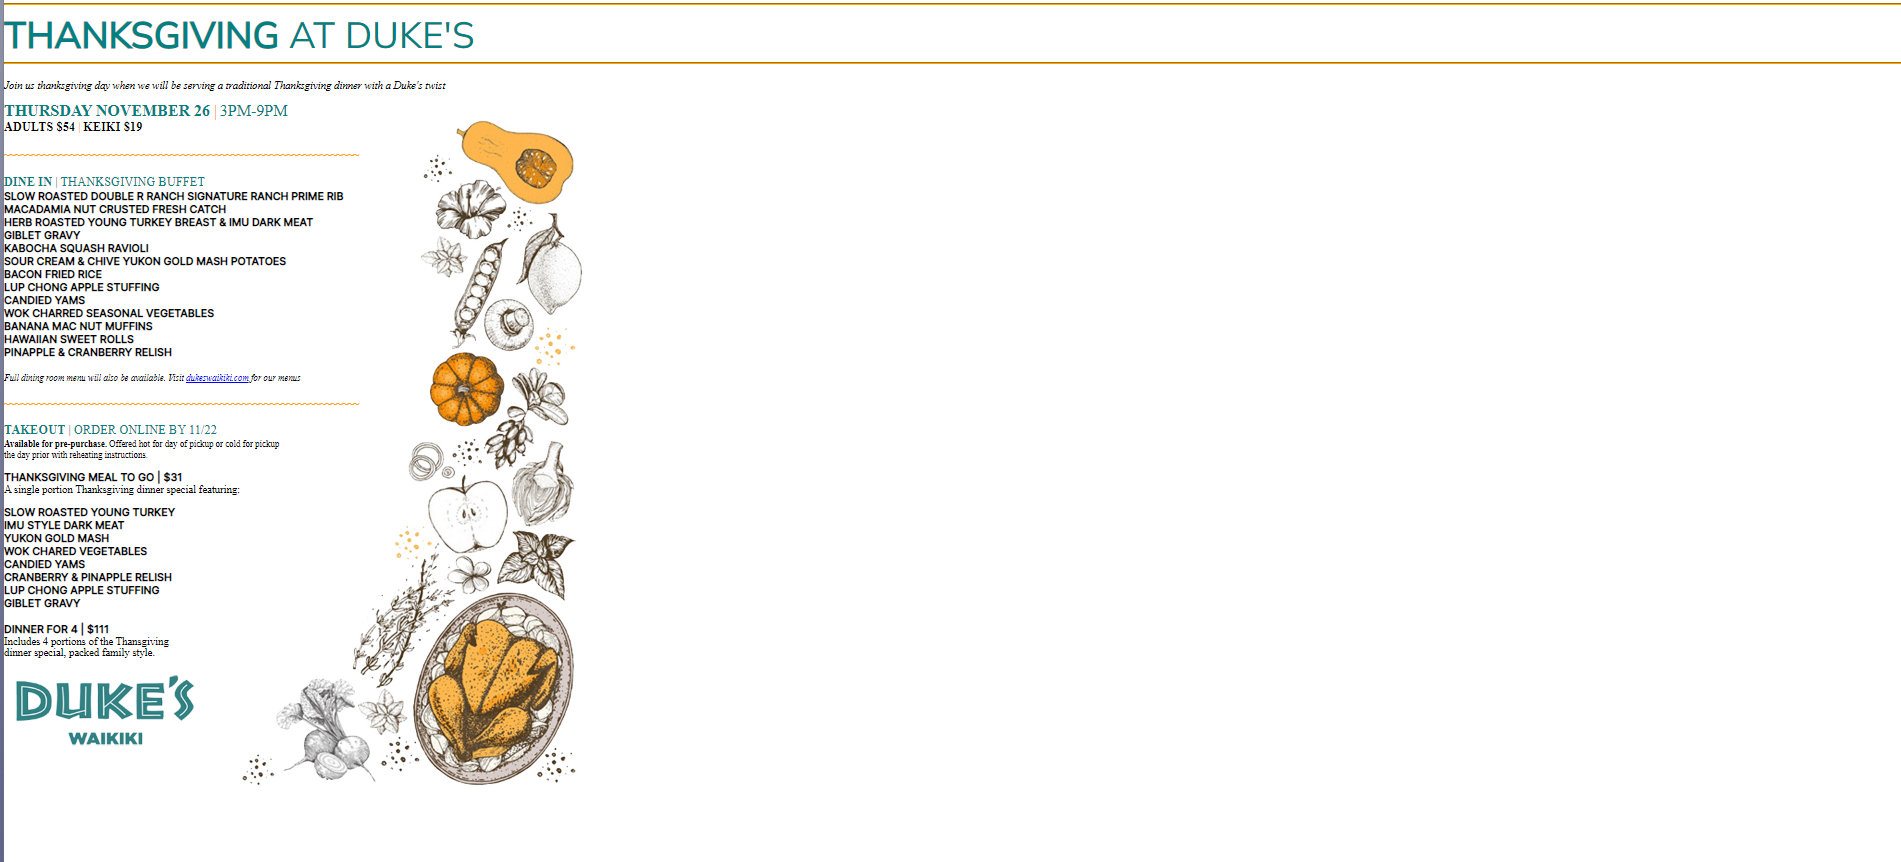 THANKSGIVING AT DUKE'S
Join us thanksgiving day when we will be serving a traditional Thanksgiving dinner with a Duke's twist
THURSDAY NOVEMBER 26 | 3PM-9PM
ADULTS $54 | KEIKI $19
DINE IN | THANKSGIVING BUFFET
SLOW ROASTED DOUBLE R RANCH SIGNATURE RANCH PRIME RIB
MACADAMIA NUT CRUSTED FRESH CATCH
HERB ROASTED YOUNG TURKEY BREAST & IMU DARK MEAT
GIBLET GRAVY
KABOCHA SQUASH RAVIOLI
SOUR CREAM & CHIVE YUKON GOLD MASH POTATOES
BACON FRIED RICE
LUP CHONG APPLE STUFFING
CANDIED YAMS
WOK CHARRED SEASONAL VEGETABLES
BANANA MAC NUT MUFFINS
HAWAIIAN SWEET ROLLS
PINAPPLE & CRANBERRY RELISH
Full dining room menu will also be available. Visit dukeswaikiki.com for our menus
TAKEOUT | ORDER ONLINE BY 11/22
Available for pre-purchase. Offered hot for day of pickup or cold for pickup
the day prior with reheating instructions.
THANKSGIVING MEAL TO GO | $31
A single portion Thanksgiving dinner special featuring:
SLOW ROASTED YOUNG TURKEY
IMU STYLE DARK MEAT
YUKON GOLD MASH
WOK CHARED VEGETABLES
CANDIED YAMS
CRANBERRY & PINAPPLE RELISH
LUP CHONG APPLE STUFFING
GIBLET GRAVY
DINNER FOR 4 | $111
Includes 4 portions of the Thansgiving
dinner special, packed family style.
DUKE'S
WAIKIKI